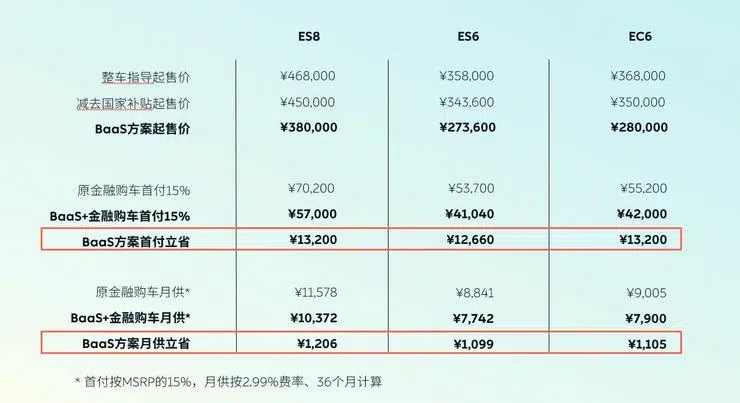 ES8 ES6 EC6
整车指导起售价 ¥468,000 ¥358,000 ¥368,000
减去国家补贴起售价 ¥450,000 ¥343,600 ¥350,000
BaaS方案起售价 ¥380,000 ¥273,600 ¥280,000
原金融购车首付15% ¥70,200 ¥53,700 ¥55,200
BaaS+金融购车首付15% ¥57,000 ¥41,040 ¥42,000
BaaS方案首付立省 ¥13,200 ¥12,660 ¥13,200
原金融购车月供* ¥11,578 ¥8,841 ¥9,005
BaaS+金融购车月供* ¥10,372 ¥7,742 ¥7,900
BaaS方案月供立省 ¥1,206 ¥1,099 ¥1,105
* 首付按MSRP的15%，月供按2.99%费率、36个月计算